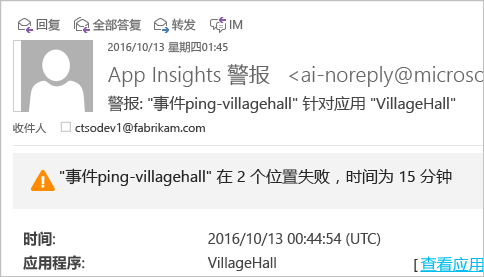 回复 全部答复 转发 IM
2016/10/13 星期四01:45
App Insights 警报 <ai-noreply@microso
警报: "事件ping-villagehall" 针对应用 "VillageHall"
收件人 ctsodev1@fabrikam.com
"事件ping-villagehall" 在 2 个位置失败，时间为 15 分钟
时间: 2016/10/13 00:44:54 (UTC)
应用程序: VillageHall [ 查看应用